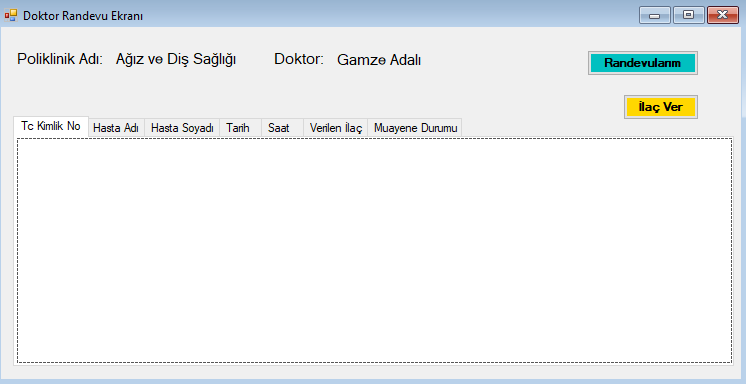 Doktor Randevu Ekranı
Poliklinik Adı: Ağız ve Diş Sağlığı Doktor: Gamze Adalı
Randevularım
İlaç Ver
Tc Kimlik No Hasta Adı Hasta Soyadı Tarih Saat Verilen İlaç Muayene Durumu